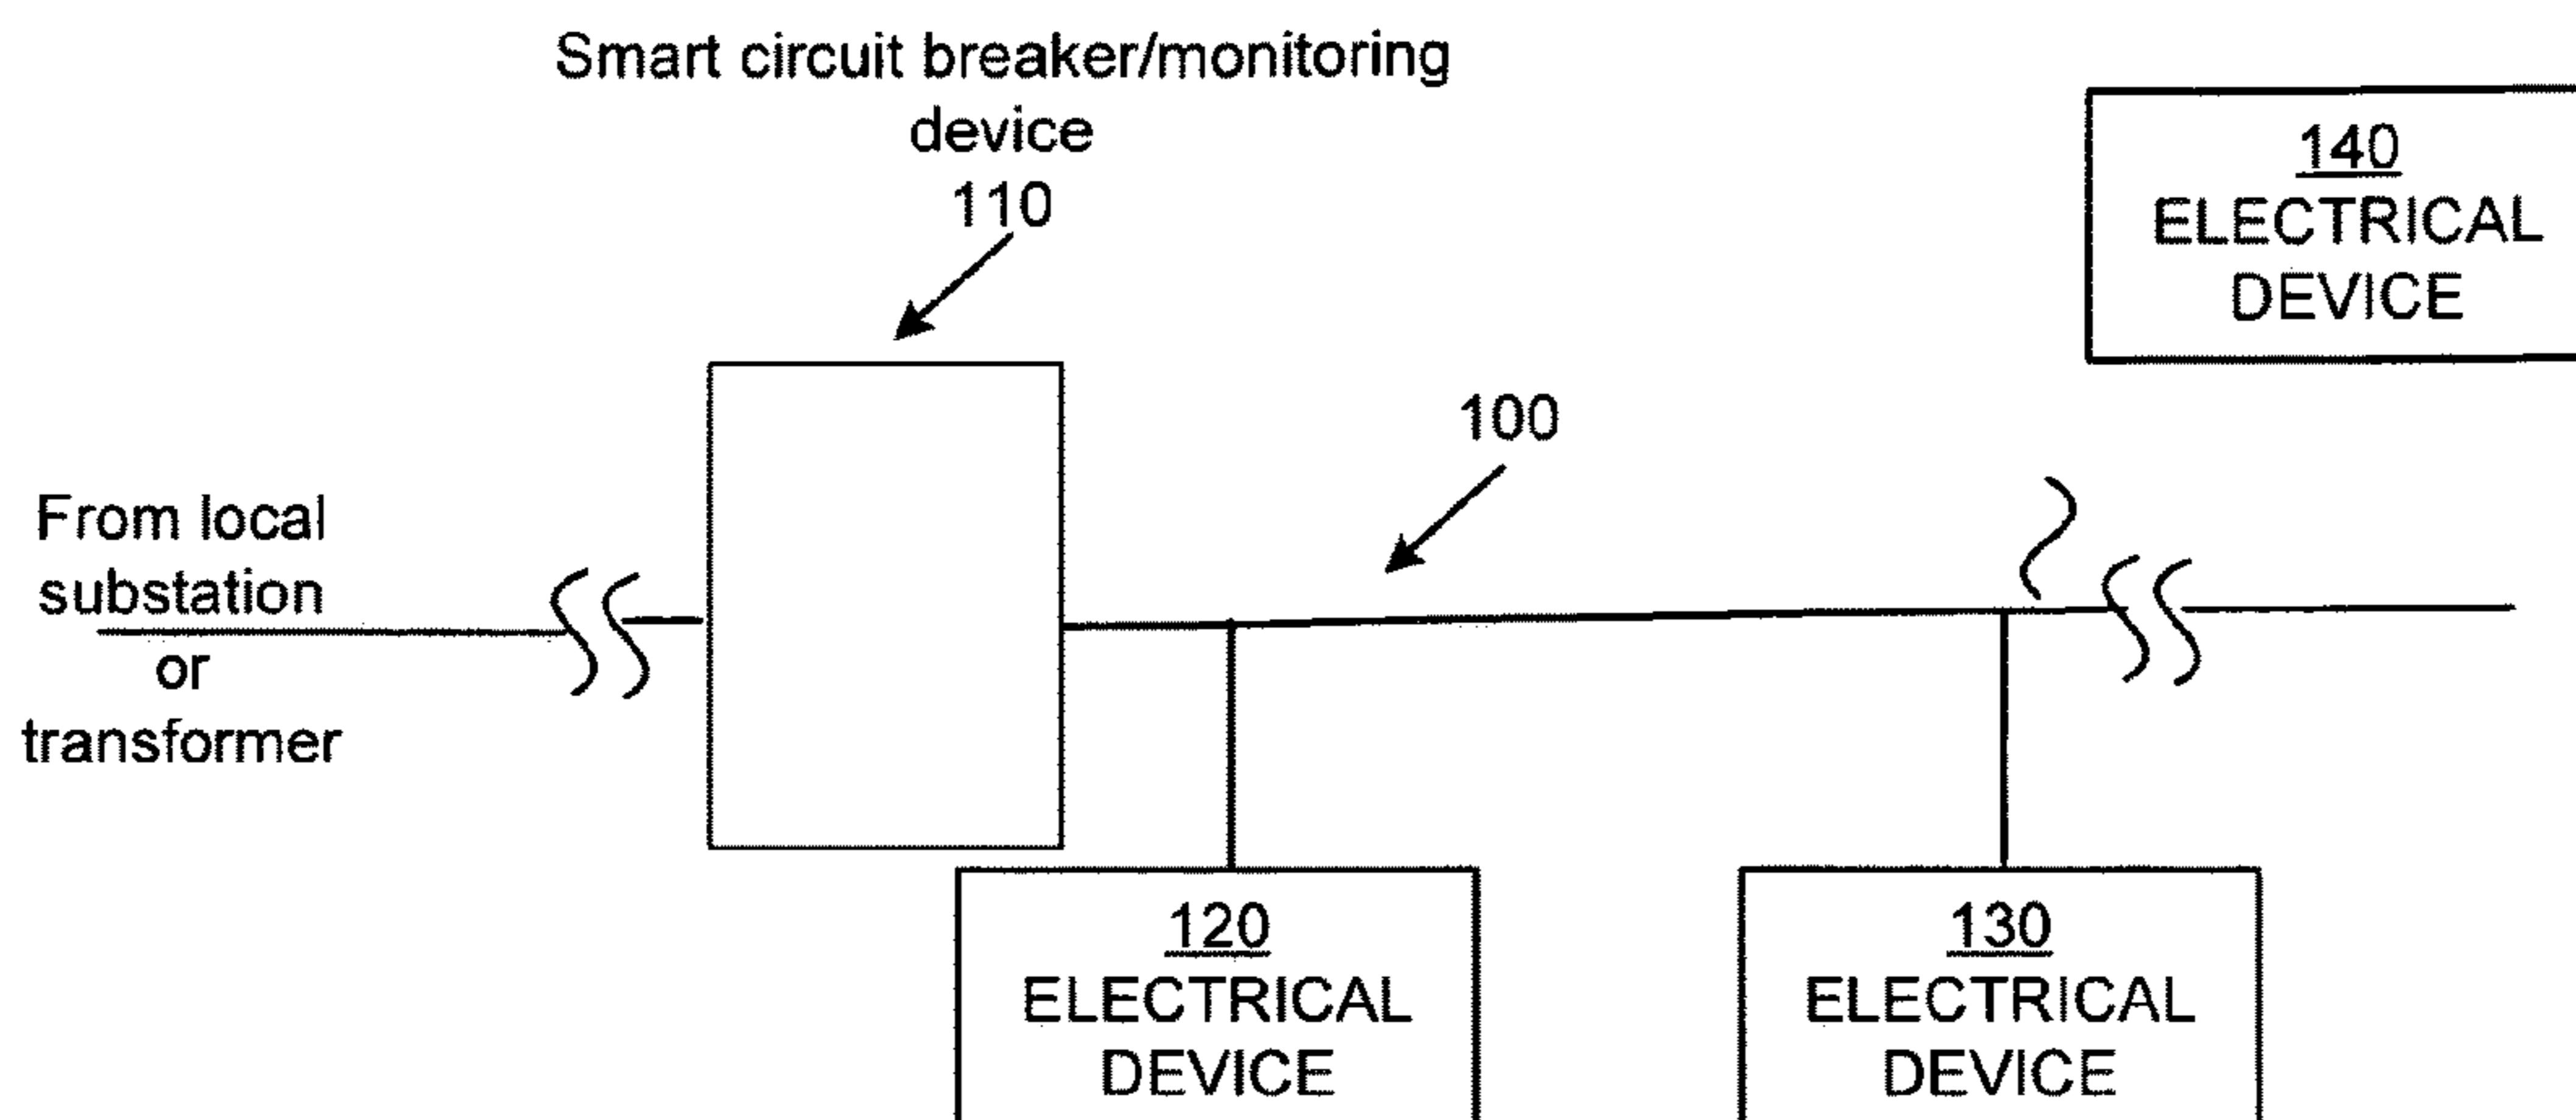 Smart circuit breaker/monitoring
device
110
140
ELECTRICAL
DEVICE
100
From local
substation
or
transformer
120
ELECTRICAL
DEVICE
130
ELECTRICAL
DEVICE